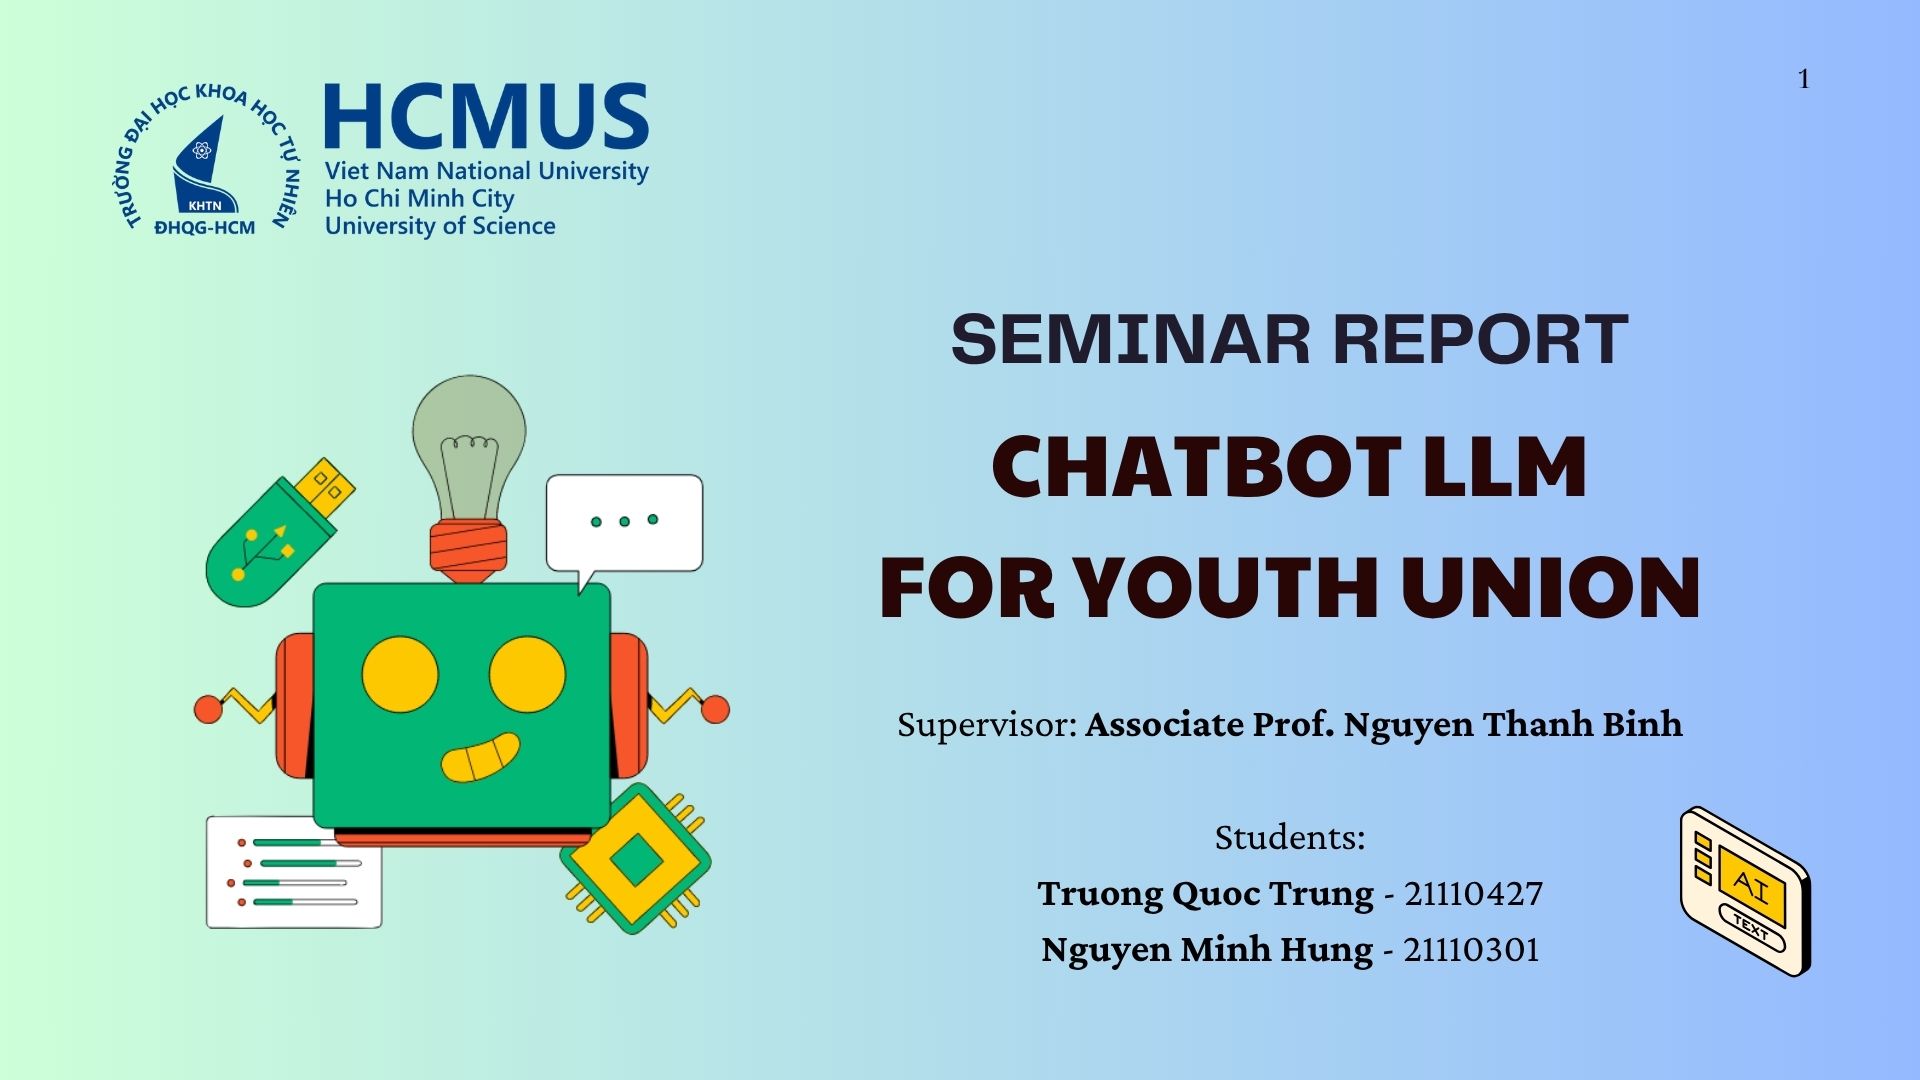 1
TRƯỜNG ĐẠI HỌC KHOA HỌC TỰ NHIÊN
KHTN
ĐHQG-HCM
HCMUS
Viet Nam National University
Ho Chi Minh City
University of Science
SEMINAR REPORT
CHATBOT LLM
FOR YOUTH UNION
Supervisor: Associate Prof. Nguyen Thanh Binh
Students:
Truong Quoc Trung - 21110427
Nguyen Minh Hung - 21110301
AI
TEXT